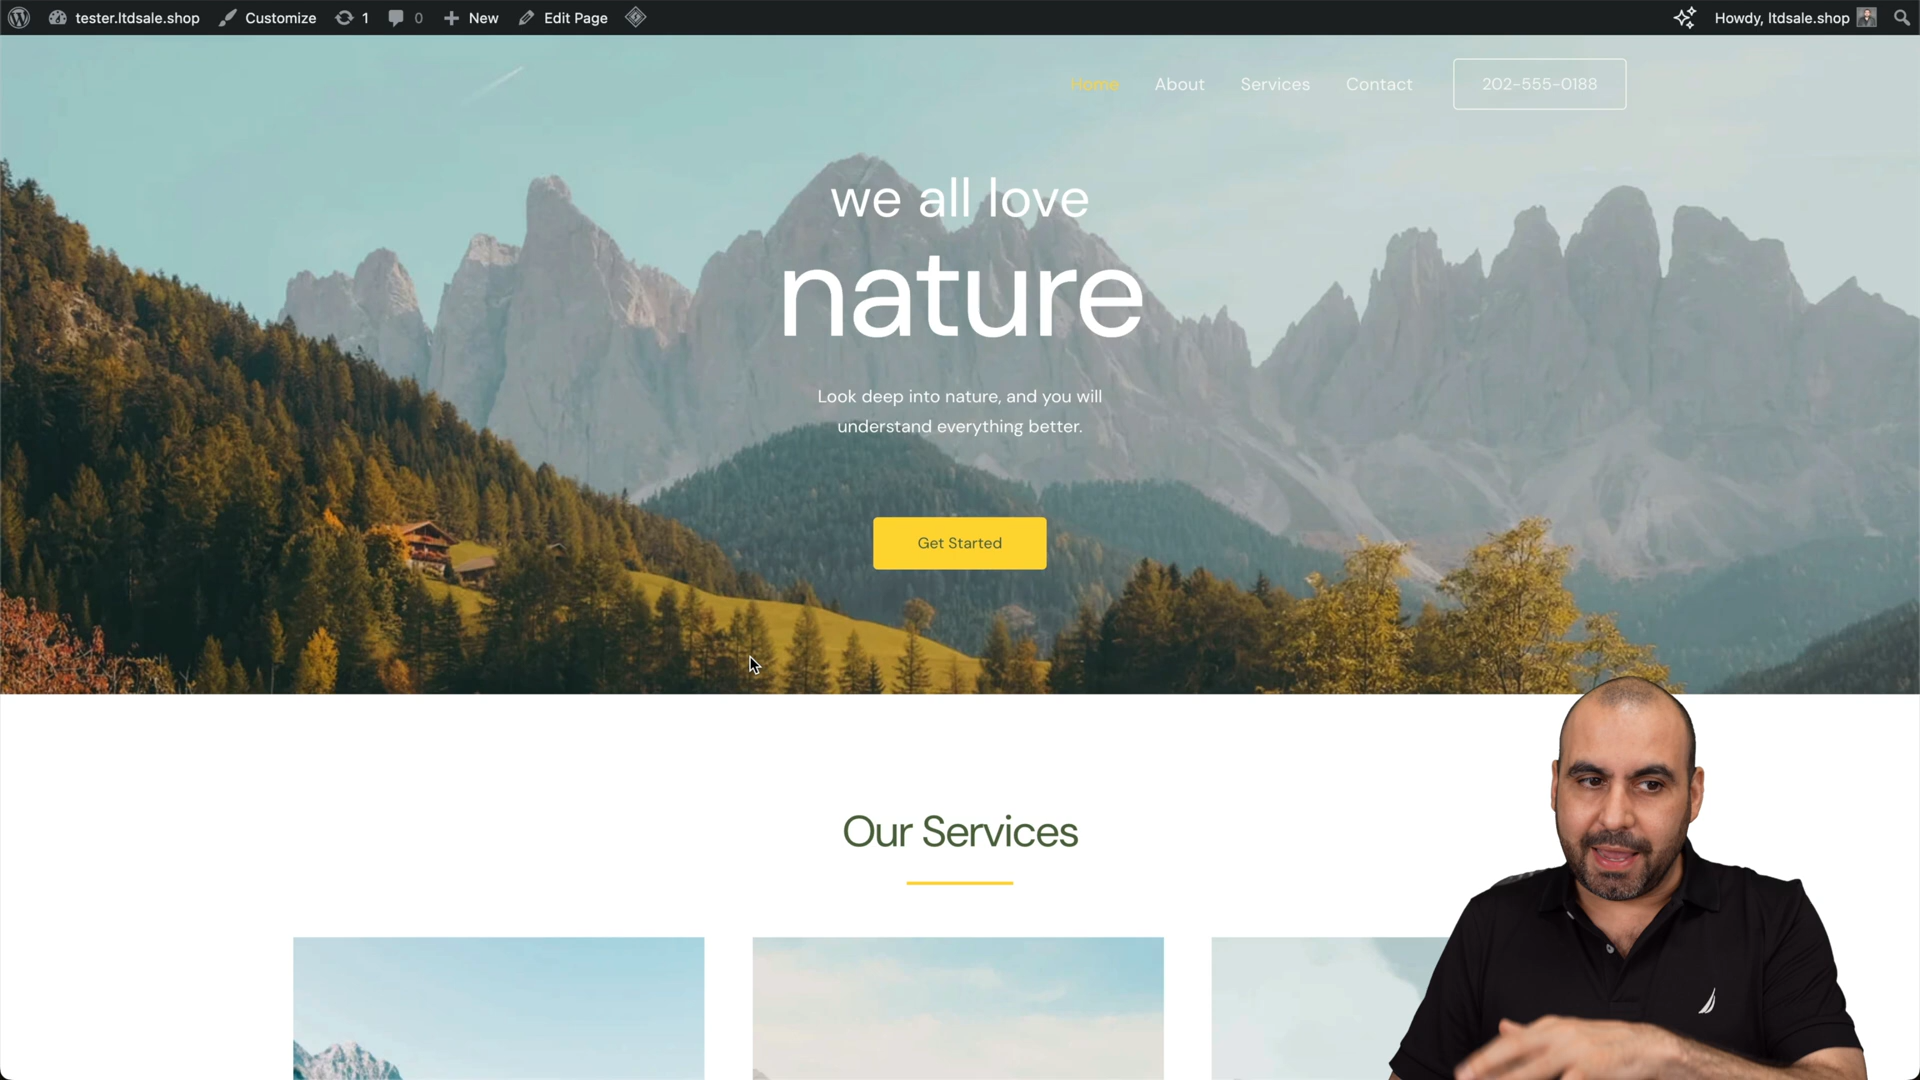 tester.ltdsale.shop Customize 1 0 New Edit Page Howdy, ltdsale.shop
Home About Services Contact 202-555-0188
we all love
nature
Look deep into nature, and you will
understand everything better.
Get Started
Our Services